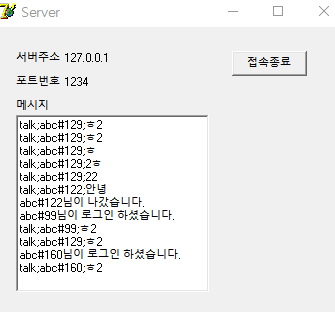 Server
서버주소 127.0.0.1
접속종료
포트번호 1234
메시지
talk;abc#129;ㅎ2
talk;abc#129;ㅎ2
talk;abc#129;ㅎ
talk;abc#129;2ㅎ
talk;abc#129;22
talk;abc#122;안녕
abc#122님이 나갔습니다.
abc#99님이 로그인 하셨습니다.
talk;abc#99;ㅎ2
talk;abc#129;ㅎ2
abc#160님이 로그인 하셨습니다.
talk;abc#160;ㅎ2